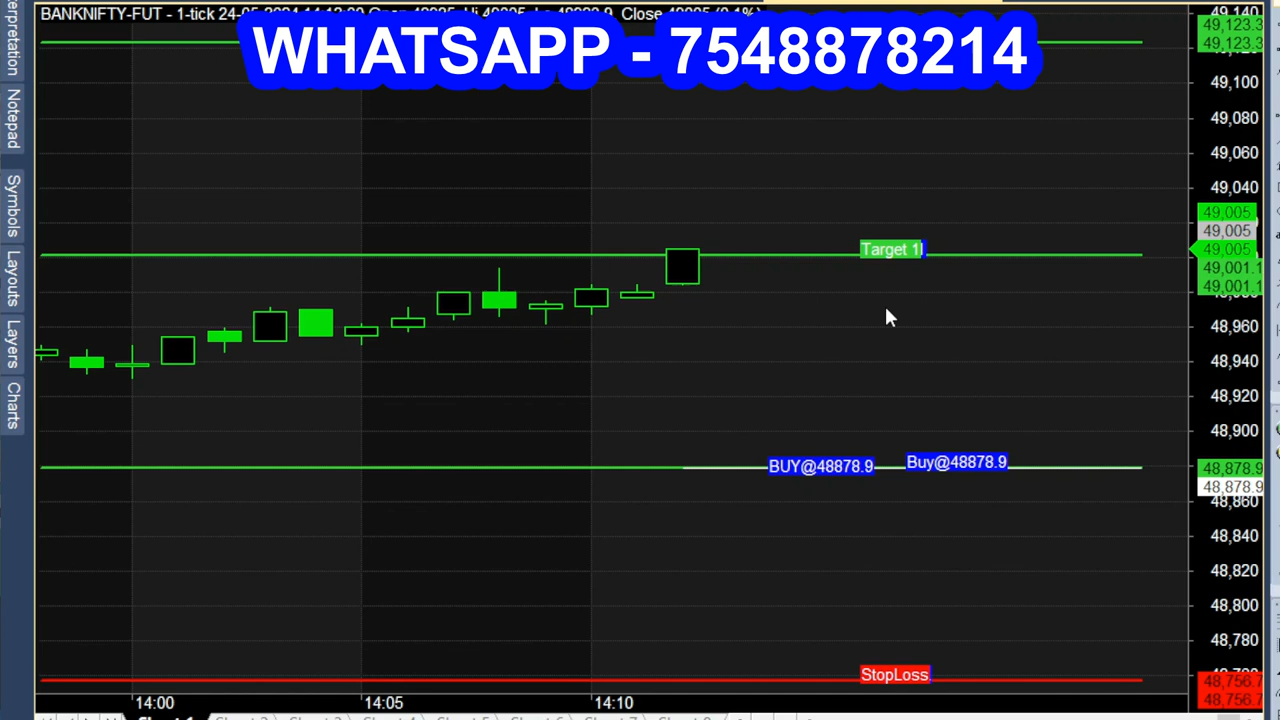 BANKNIFTY-FUT - 1-tick
WHATSAPP - 7548878214
49,140
49,123.3
49,123.3
49,100
49,080
49,060
49,040
49,005
49,005
49,005
49,001.1
49,001.1
48,960
48,940
48,920
48,900
48,878.9
48,878.9
48,860
48,840
48,820
48,800
48,780
48,756.7
48,756.7
Target 1
BUY@48878.9
Buy@48878.9
StopLoss
14:00
14:05
14:10
Notepad
Symbols
Layouts
Layers
Charts